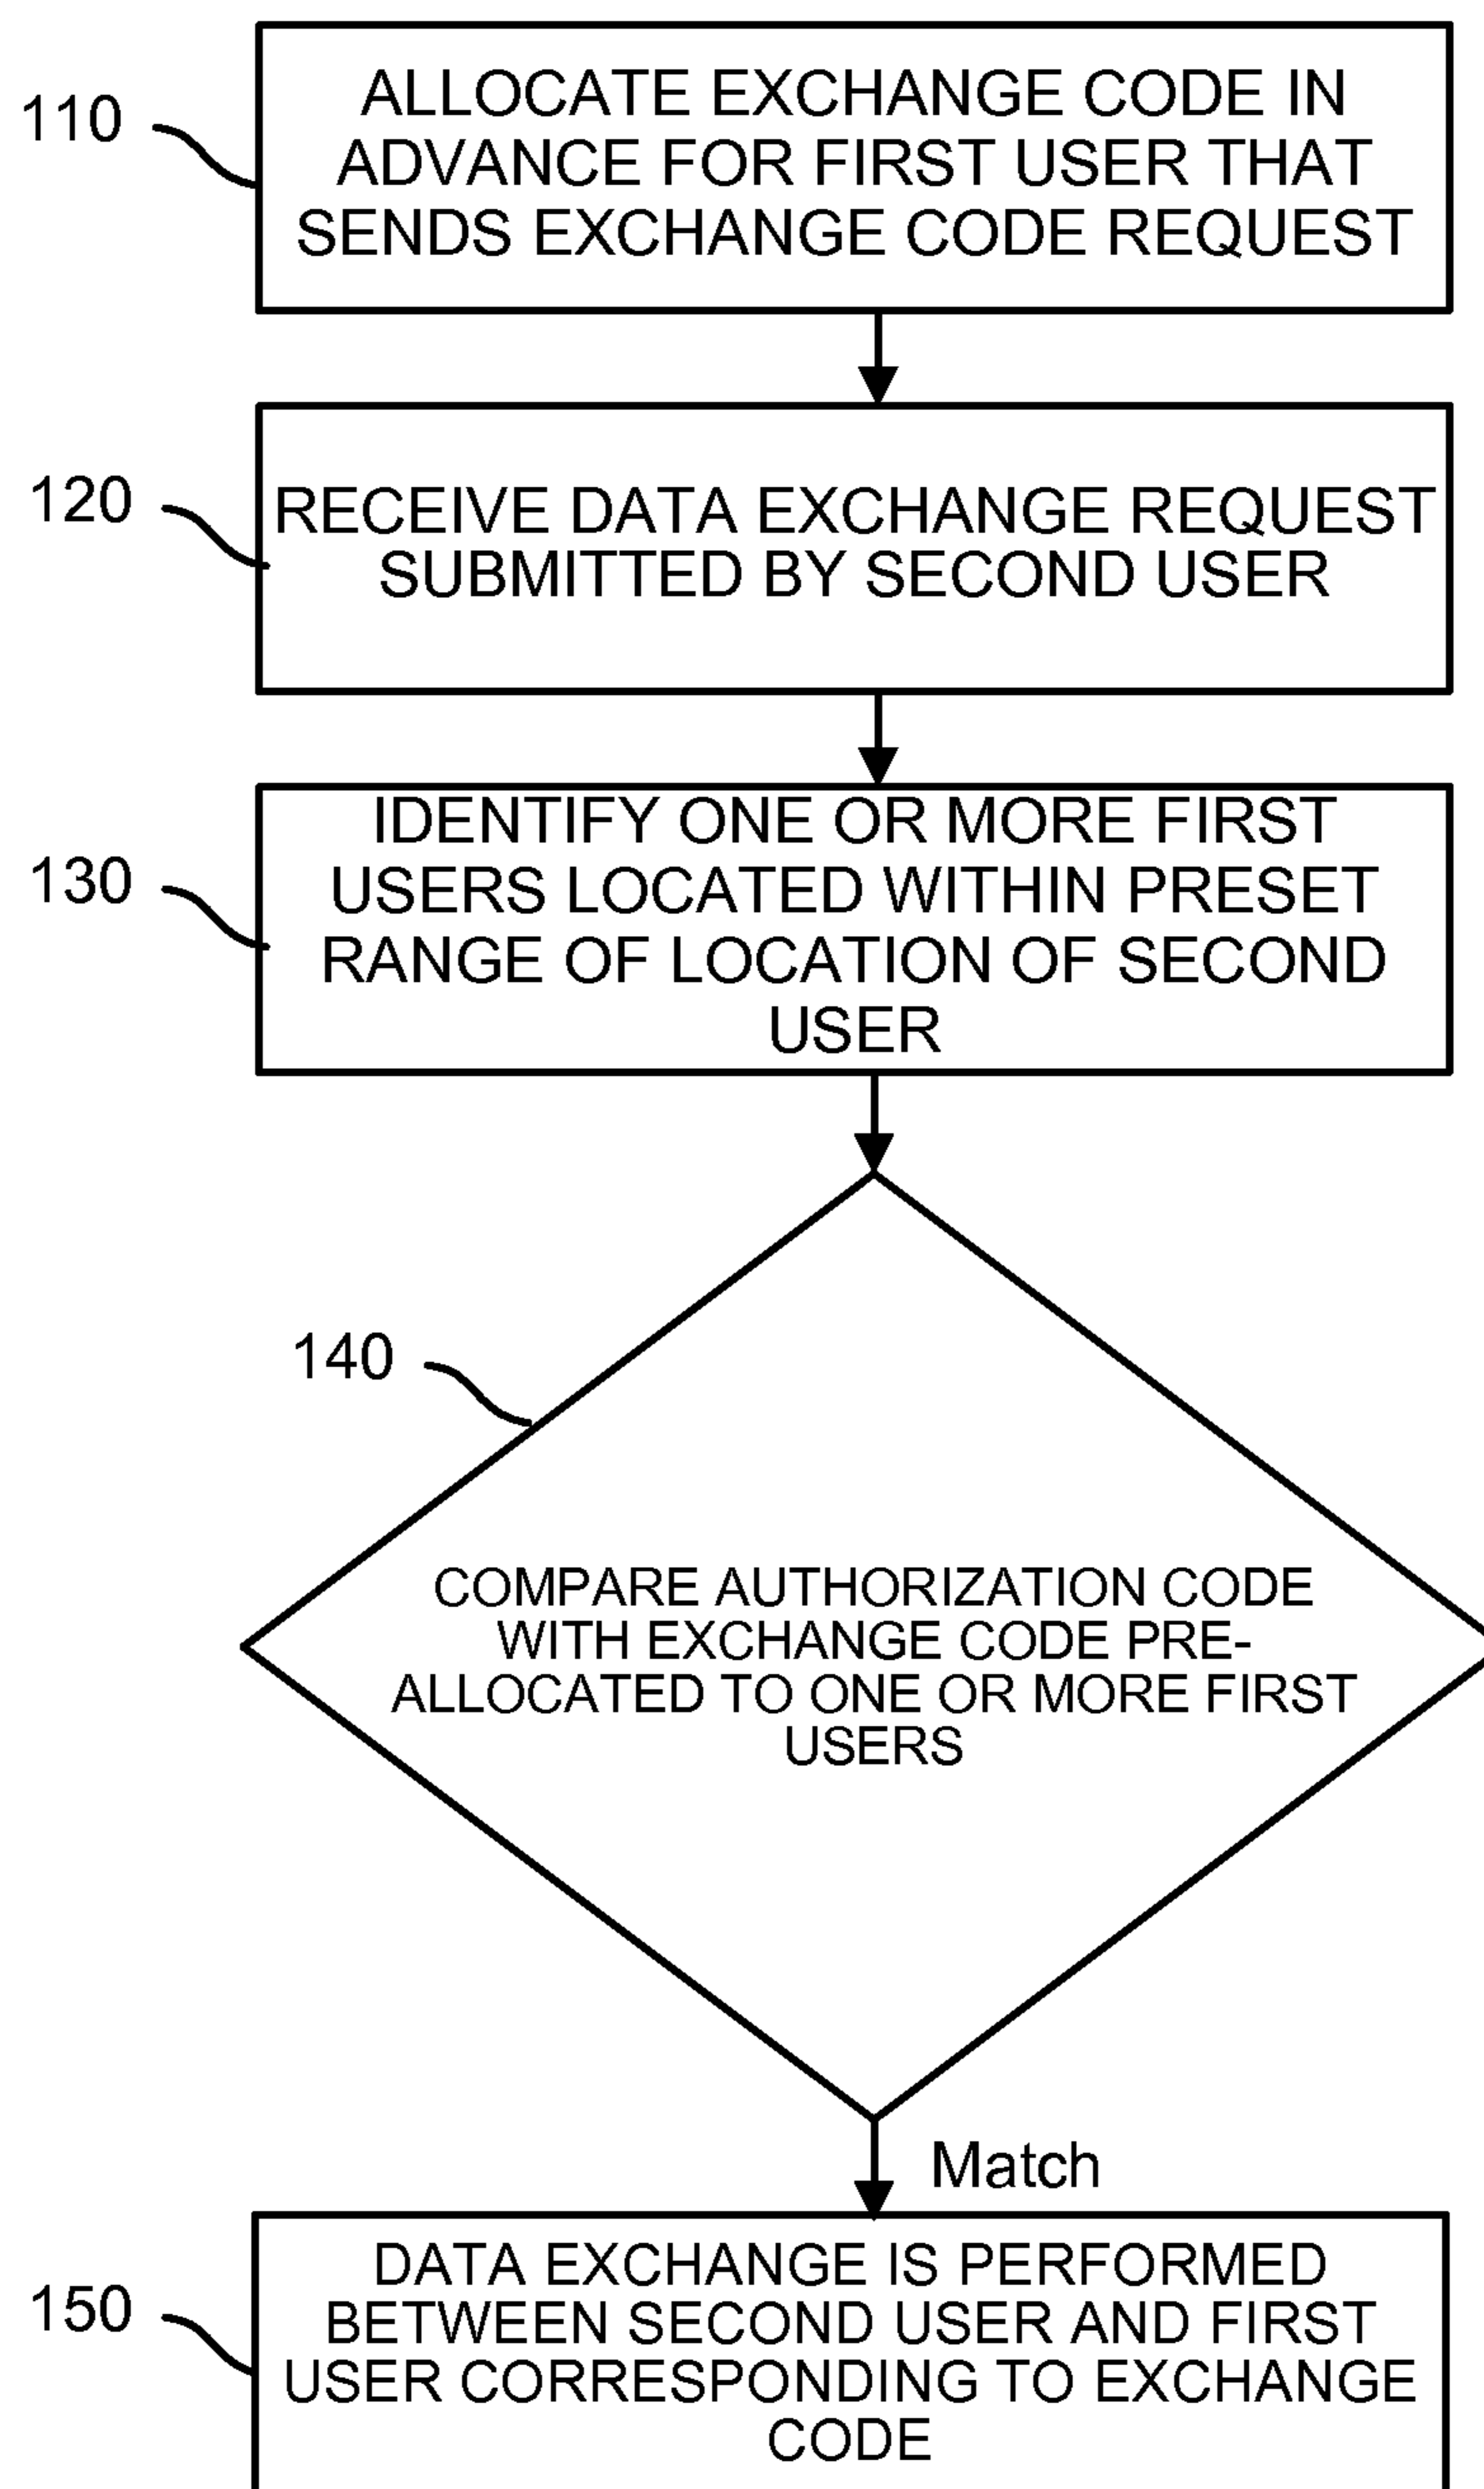 110
ALLOCATE EXCHANGE CODE IN
ADVANCE FOR FIRST USER THAT
SENDS EXCHANGE CODE REQUEST
120
RECEIVE DATA EXCHANGE REQUEST
SUBMITTED BY SECOND USER
130
IDENTIFY ONE OR MORE FIRST
USERS LOCATED WITHIN PRESET
RANGE OF LOCATION OF SECOND
USER
140
COMPARE AUTHORIZATION CODE
WITH EXCHANGE CODE PRE-
ALLOCATED TO ONE OR MORE FIRST
USERS
Match
150
DATA EXCHANGE IS PERFORMED
BETWEEN SECOND USER AND FIRST
USER CORRESPONDING TO EXCHANGE
CODE